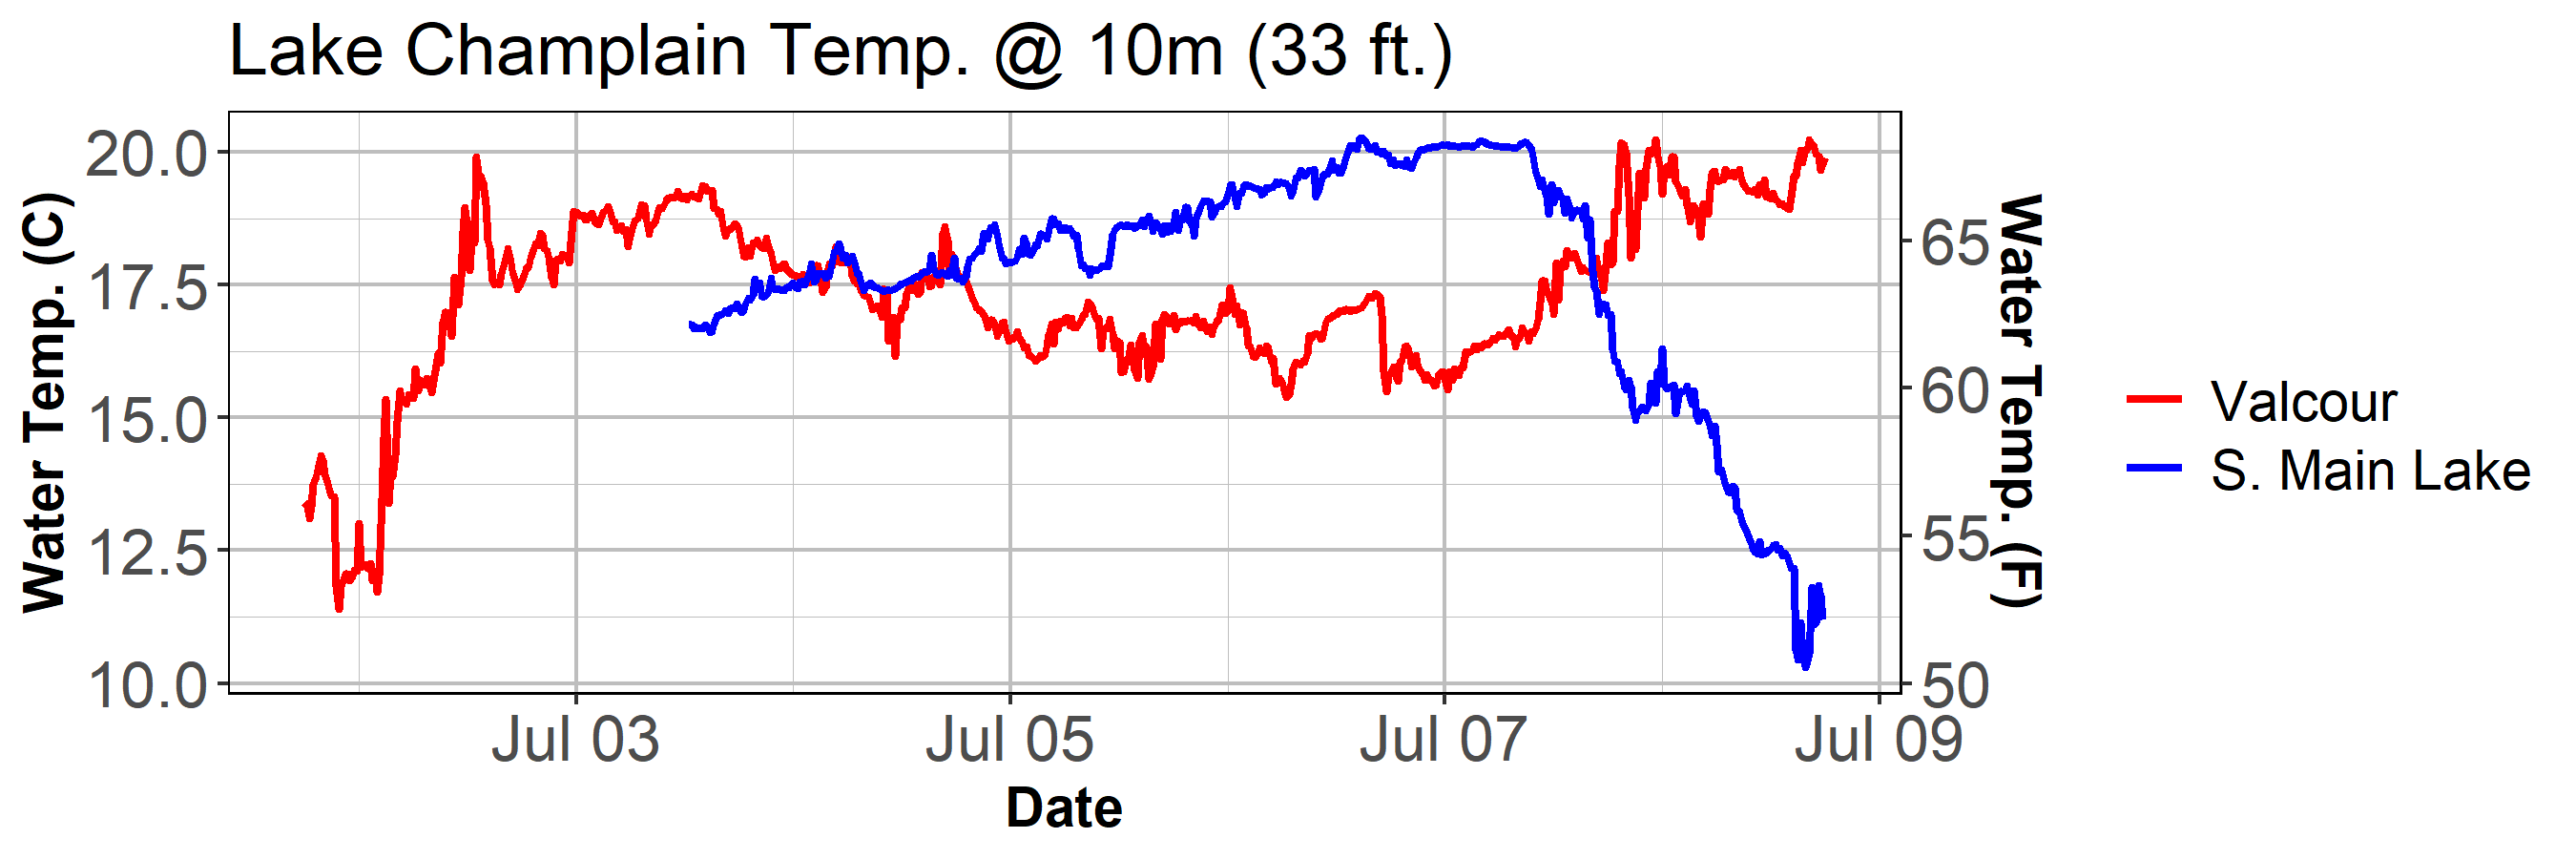 Lake Champlain Temp. @ 10m (33 ft.)
Water Temp. (C)
20.0
17.5
15.0
12.5
10.0
Water Temp. (F)
65
60
55
50
Jul 03
Jul 05
Jul 07
Jul 09
Date
Valcour
S. Main Lake